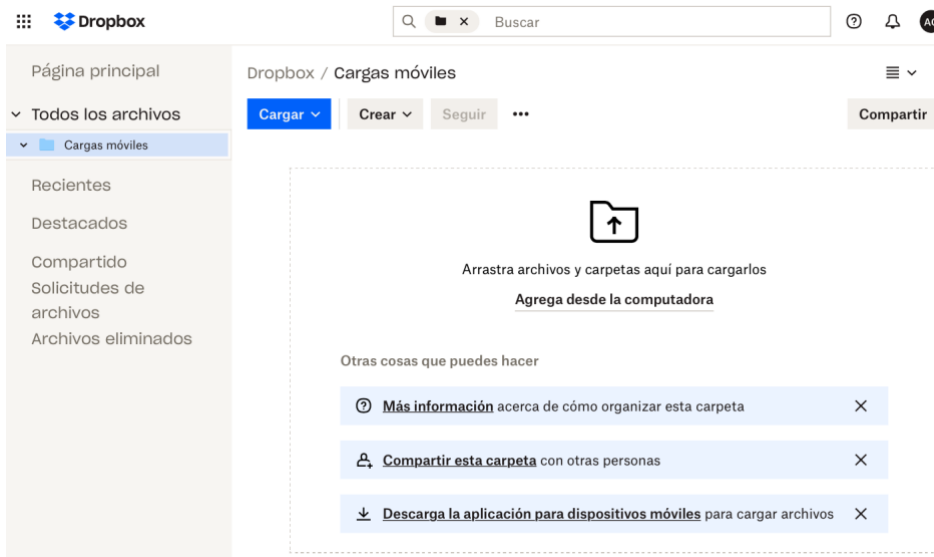 Dropbox
Buscar
Página principal
Todos los archivos
Cargas móviles
Recientes
Destacados
Compartido
Solicitudes de
archivos
Archivos eliminados
Dropbox / Cargas móviles
Cargar
Crear
Seguir
Compartir
Arrastra archivos y carpetas aquí para cargarlos
Agrega desde la computadora
Otras cosas que puedes hacer
Más información acerca de cómo organizar esta carpeta
Compartir esta carpeta con otras personas
Descarga la aplicación para dispositivos móviles para cargar archivos